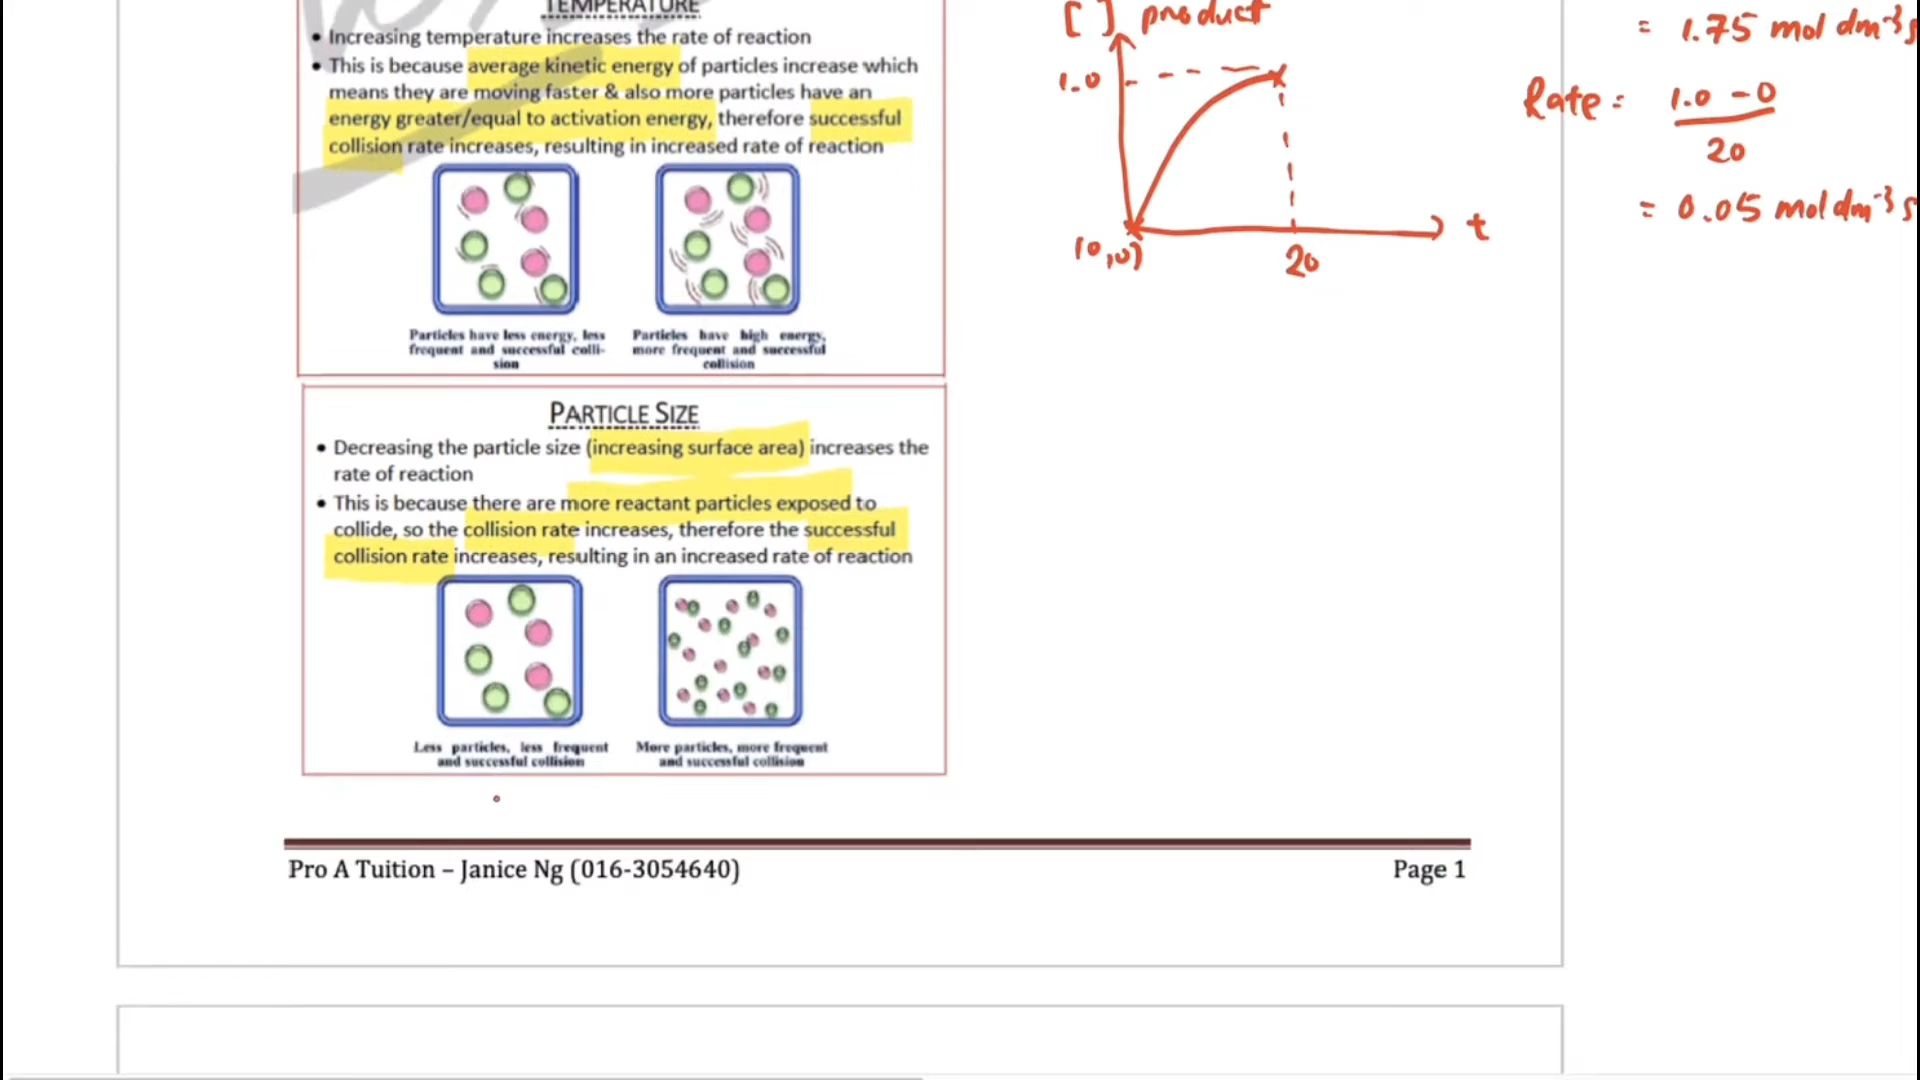 TEMPERATURE
• Increasing temperature increases the rate of reaction
• This is because average kinetic energy of particles increase which
means they are moving faster & also more particles have an
energy greater/equal to activation energy, therefore successful
collision rate increases, resulting in increased rate of reaction
Particles have less energy, less
frequent and successful colli-
sion
Particles have high energy,
more frequent and successful
collision
PARTICLE SIZE
• Decreasing the particle size (increasing surface area) increases the
rate of reaction
• This is because there are more reactant particles exposed to
collide, so the collision rate increases, therefore the successful
collision rate increases, resulting in an increased rate of reaction
Less particles, less frequent
and successful collision
More particles, more frequent
and successful collision
[ ] product
1.0
(0,0)
20
t
= 1.75 mol dm-3 s
Rate = 1.0 - 0
20
= 0.05 mol dm-3 s
Pro A Tuition – Janice Ng (016-3054640)
Page 1